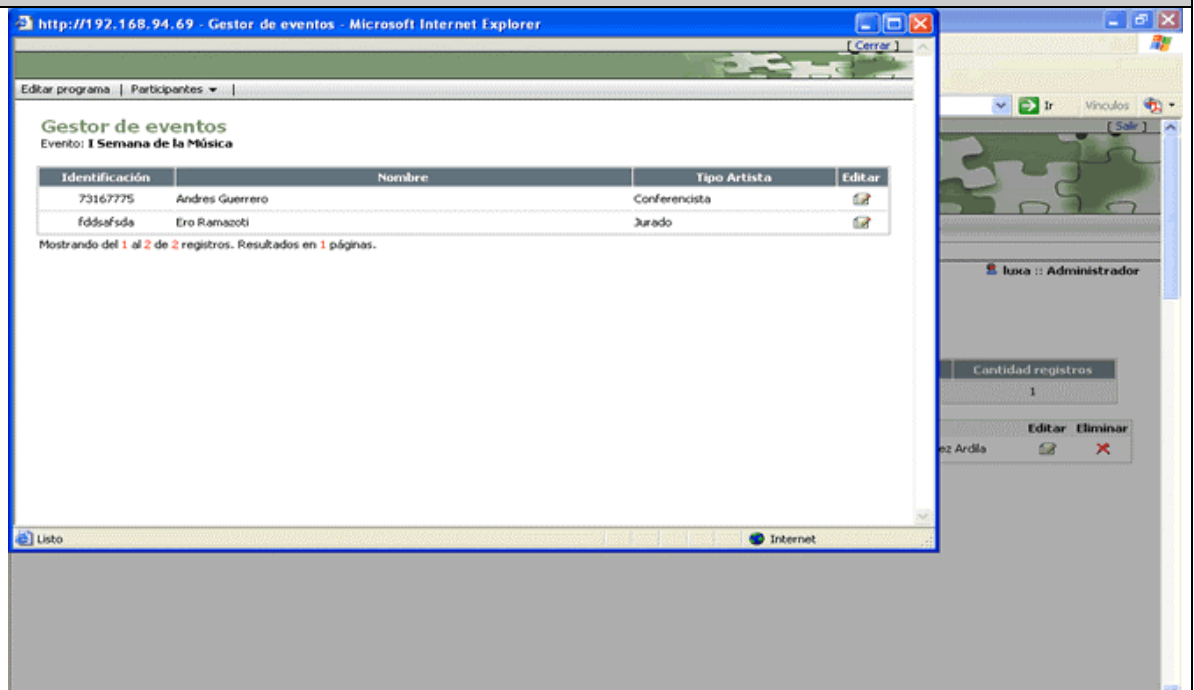 http://192.168.94.69 - Gestor de eventos - Microsoft Internet Explorer
[ Cerrar ]
Editar programa | Participantes |
Gestor de eventos
Evento: I Semana de la Música
Identificación Nombre Tipo Artista Editar
73167775 Andres Guerrero Conferencista
fddsafsda Ero Ramazoti Jurado
Mostrando del 1 al 2 de 2 registros. Resultados en 1 páginas.
Listo Internet
Ir Vínculos
[ Salir ]
luxa :: Administrador
Cantidad registros
1
Editar Eliminar
ez Ardila